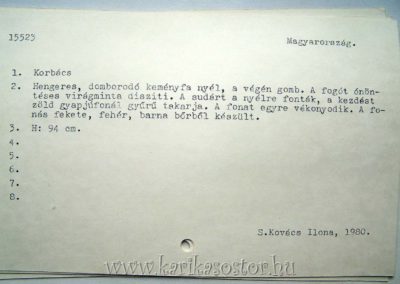 15523
Magyarország.
1. Korbács
2. Hengeres, domborodó keményfa nyél, a végén gomb. A fogót ónön-
téses virágminta diszíti. A sudért a nyélre fonták, a kezdést
zöld gyapjúfonál gyűrű takarja. A fonat egyre vékonyodik. A fo-
nás fekete, fehér, barna bőrből készült.
3. H: 94 cm.
4.
5.
6.
7.
8.
S.Kovács Ilona, 1980.
www.karikasostor.hu